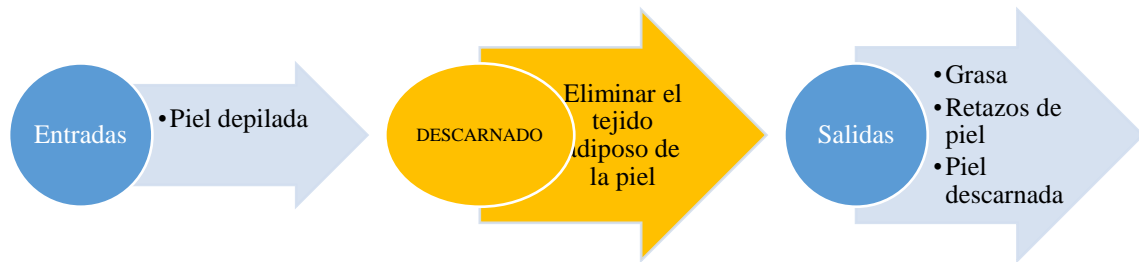 Entradas
•Piel depilada
DESCARNADO
Eliminar el
tejido
adiposo de
la piel
Salidas
•Grasa
•Retazos de
piel
•Piel
descarnada